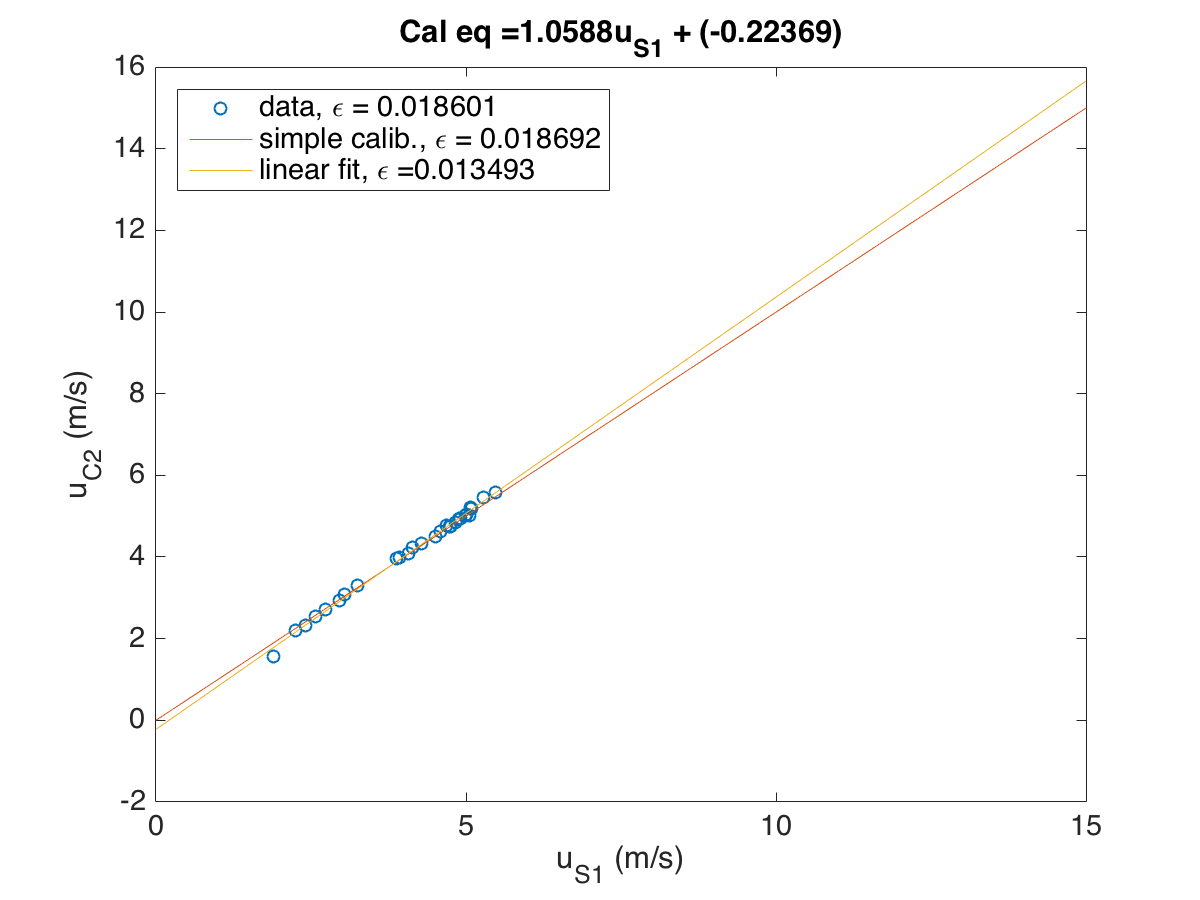 Cal eq =1.0588u_S1 + (-0.22369)
16
14
12
10
8
6
4
2
0
-2
data, ϵ = 0.018601
simple calib., ϵ = 0.018692
linear fit, ϵ =0.013493
u_C2 (m/s)
0 5 10 15
u_S1 (m/s)